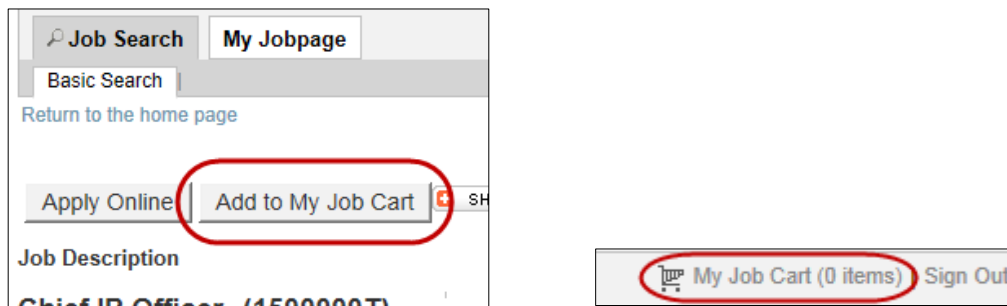 Job Search My Jobpage
Basic Search |
Return to the home page
Apply Online Add to My Job Cart SH
Job Description
My Job Cart (0 items) Sign Out